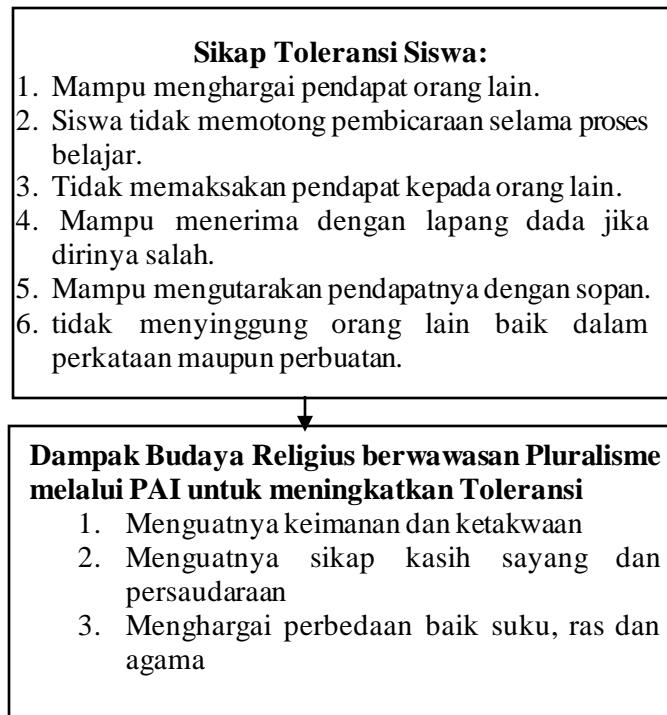 Sikap Toleransi Siswa:
1. Mampu menghargai pendapat orang lain.
2. Siswa tidak memotong pembicaraan selama proses
belajar.
3. Tidak memaksakan pendapat kepada orang lain.
4. Mampu menerima dengan lapang dada jika
dirinya salah.
5. Mampu mengutarakan pendapatnya dengan sopan.
6. tidak menyinggung orang lain baik dalam
perkataan maupun perbuatan.
Dampak Budaya Religius berwawasan Pluralisme
melalui PAI untuk meningkatkan Toleransi
1. Menguatnya keimanan dan ketakwaan
2. Menguatnya sikap kasih sayang dan
persaudaraan
3. Menghargai perbedaan baik suku, ras dan
agama